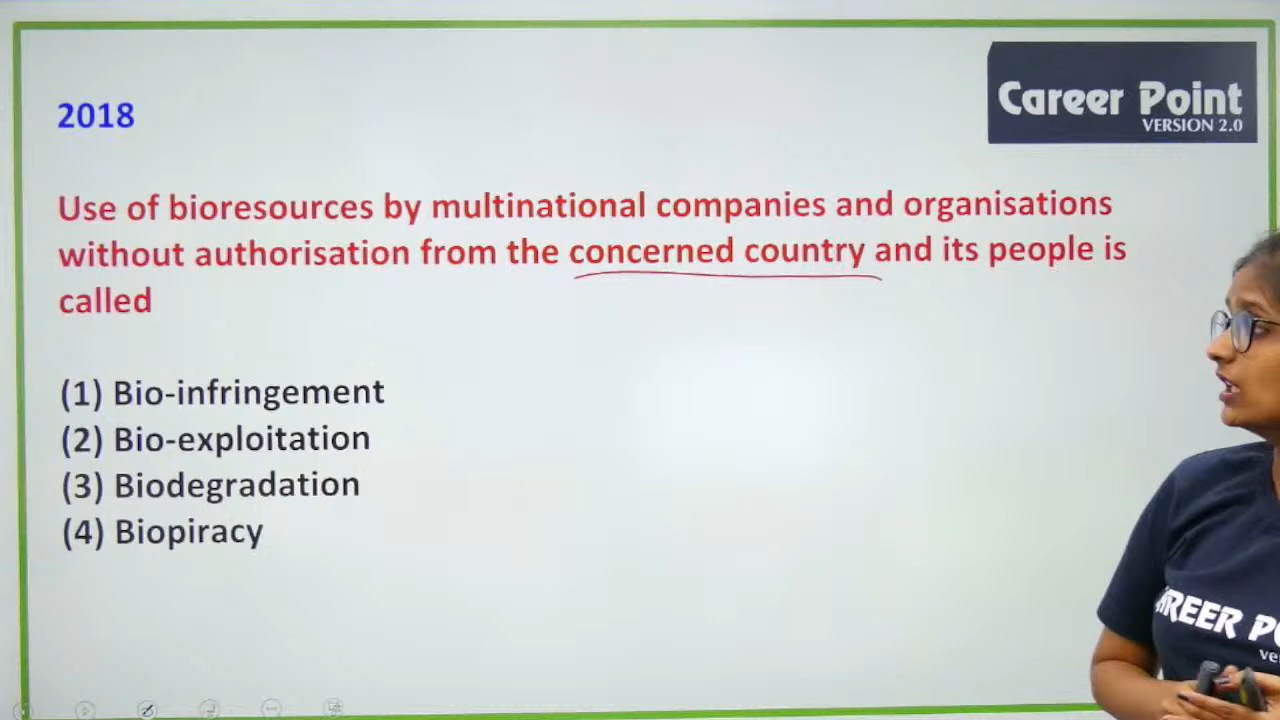 Career Point
VERSION 2.0
2018
Use of bioresources by multinational companies and organisations
without authorisation from the concerned country and its people is
called
(1) Bio-infringement
(2) Bio-exploitation
(3) Biodegradation
(4) Biopiracy